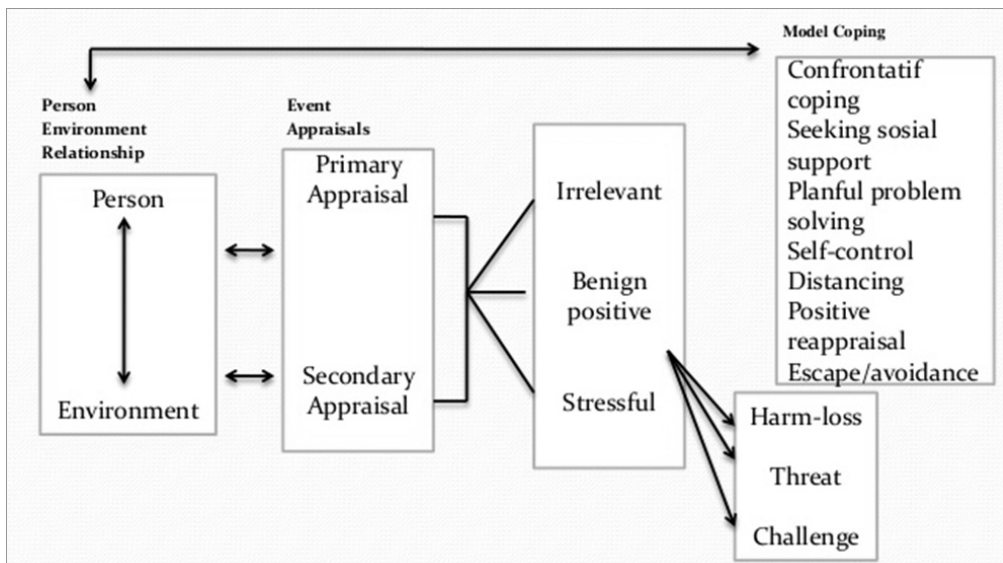 Model Coping
Confrontatif
coping
Seeking sosial
support
Planful problem
solving
Self-control
Distancing
Positive
reappraisal
Escape/avoidance
Person
Environment
Relationship
Person
Environment
Event
Appraisals
Primary
Appraisal
Secondary
Appraisal
Irrelevant
Benign
positive
Stressful
Harm-loss
Threat
Challenge